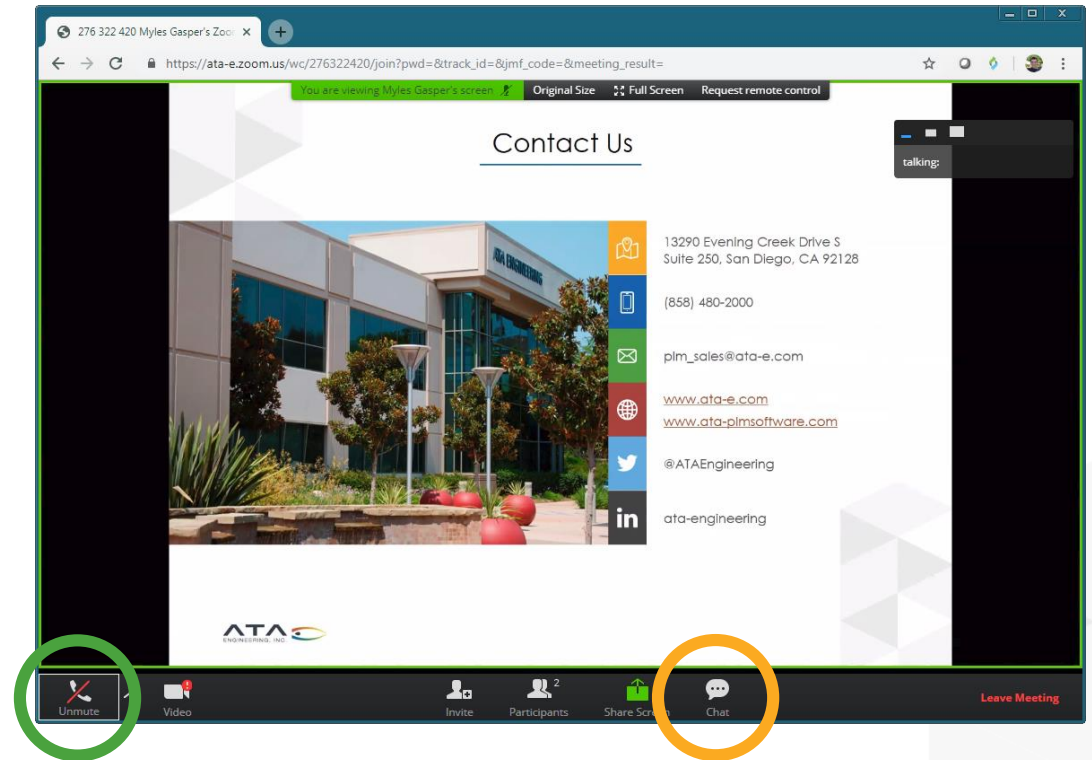 276 322 420 Myles Gasper's Zoo
https://ata-e.zoom.us/wc/276322420/join?pwd=&track_id=&jmf_code=&meeting_result=
You are viewing Myles Gasper's screen Original Size Full Screen Request remote control
Contact Us
talking:
ATA ENGINEERING
13290 Evening Creek Drive S
Suite 250, San Diego, CA 92128
(858) 480-2000
plm_sales@ata-e.com
www.ata-e.com
www.ata-plmsoftware.com
@ATAEngineering
in
ata-engineering
ATA
ENGINEERING, INC
Unmute
Video
Invite
2
Participants
Share Screen
Chat
Leave Meeting